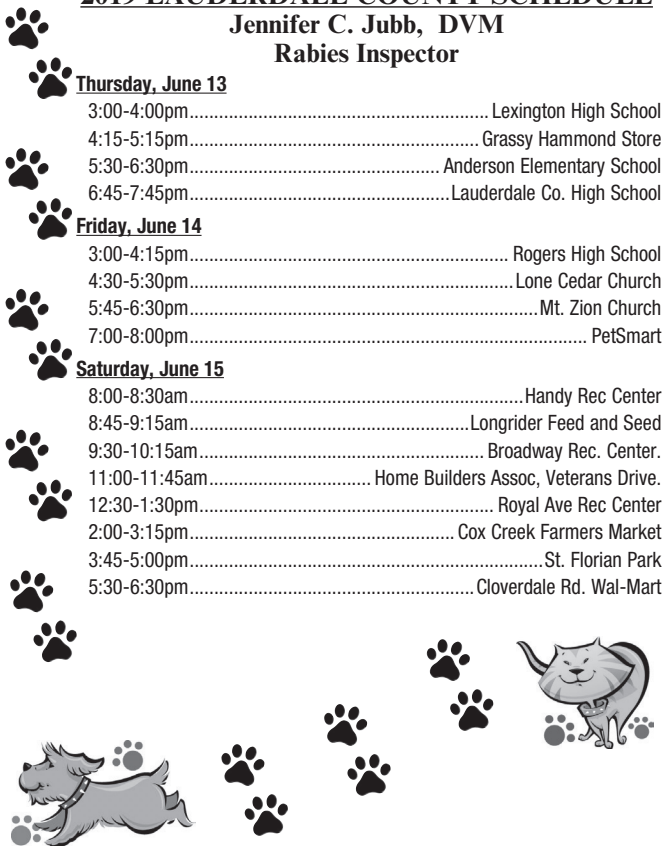 2019 LAUDERDALE COUNTY SCHEDULE
Jennifer C. Jubb, DVM
Rabies Inspector
Thursday, June 13
3:00-4:00pm............................................................. Lexington High School
4:15-5:15pm........................................................... Grassy Hammond Store
5:30-6:30pm................................................... Anderson Elementary School
6:45-7:45pm.....................................................Lauderdale Co. High School
Friday, June 14
3:00-4:15pm................................................................. Rogers High School
4:30-5:30pm..................................................................Lone Cedar Church
5:45-6:30pm.......................................................................Mt. Zion Church
7:00-8:00pm................................................................................. PetSmart
Saturday, June 15
8:00-8:30am....................................................................Handy Rec Center
8:45-9:15am.........................................................Longrider Feed and Seed
9:30-10:15am........................................................... Broadway Rec. Center.
11:00-11:45am.................................. Home Builders Assoc, Veterans Drive.
12:30-1:30pm.............................................................. Royal Ave Rec Center
2:00-3:15pm...................................................... Cox Creek Farmers Market
3:45-5:00pm........................................................................St. Florian Park
5:30-6:30pm.......................................................... Cloverdale Rd. Wal-Mart